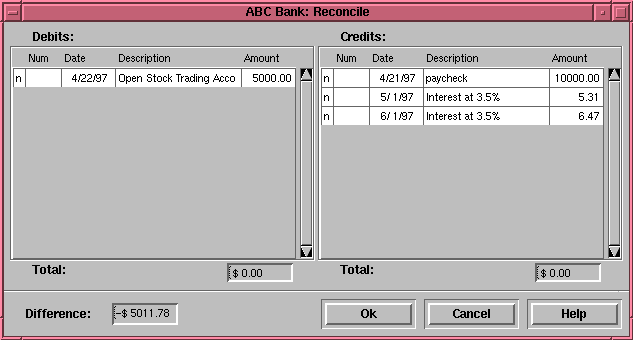 ABC Bank: Reconcile
Debits: Credits:
Num Date Description Amount Num Date Description Amount
n 4/22/97 Open Stock Trading Acco 5000.00 n 4/21/97 paycheck 10000.00
n 5/ 1/97 Interest at 3.5% 5.31
n 6/ 1/97 Interest at 3.5% 6.47
Total: $ 0.00 Total: $ 0.00
Difference: -$ 5011.78 Ok Cancel Help